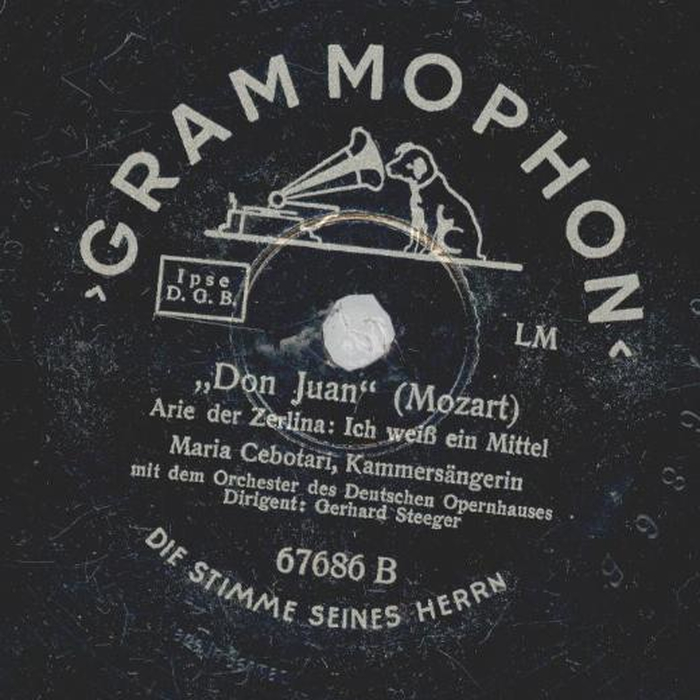 ›GRAMMOPHON‹
Ipse
D. G. B.
LM
„Don Juan“ (Mozart)
Arie der Zerlina: Ich weiß ein Mittel
Maria Cebotari, Kammersängerin
mit dem Orchester des Deutschen Opernhauses
Dirigent: Gerhard Steeger
67686 B
DIE STIMME SEINES HERRN